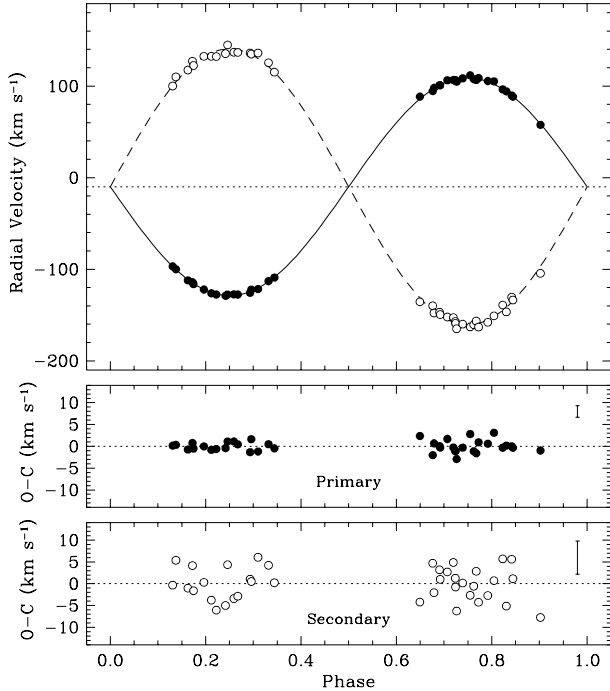 Radial Velocity (km s⁻¹)
100
0
−100
−200
O−C (km s⁻¹)
10
5
0
−5
−10
Primary
O−C (km s⁻¹)
10
5
0
−5
−10
Secondary
0.0 0.2 0.4 0.6 0.8 1.0
Phase